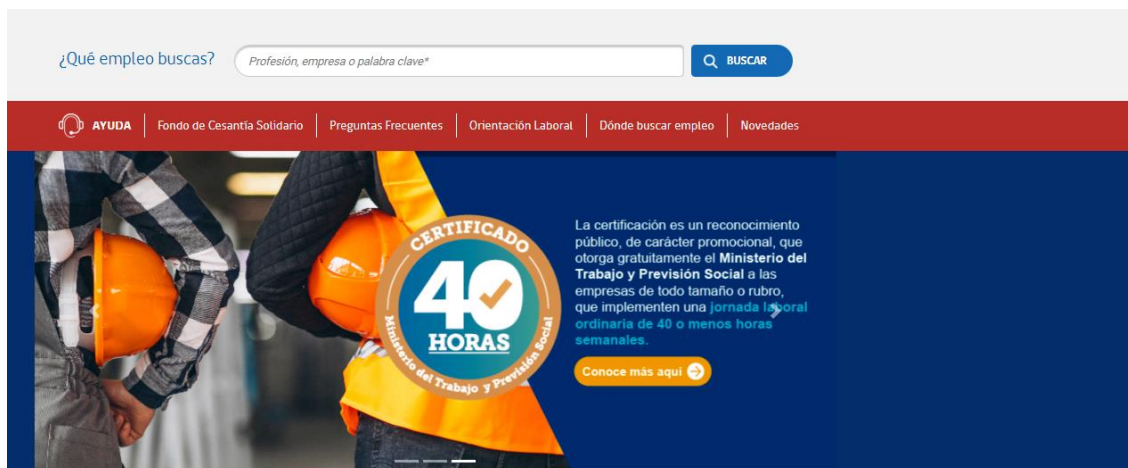 ¿Qué empleo buscas?
Profesión, empresa o palabra clave*
BUSCAR
AYUDA
Fondo de Cesantía Solidario
Preguntas Frecuentes
Orientación Laboral
Dónde buscar empleo
Novedades
CERTIFICADO
40
HORAS
Ministerio del Trabajo y Previsión Social
La certificación es un reconocimiento
público, de carácter promocional, que
otorga gratuitamente el Ministerio del
Trabajo y Previsión Social a las
empresas de todo tamaño o rubro,
que implementen una jornada laboral
ordinaria de 40 o menos horas
semanales.
Conoce más aquí